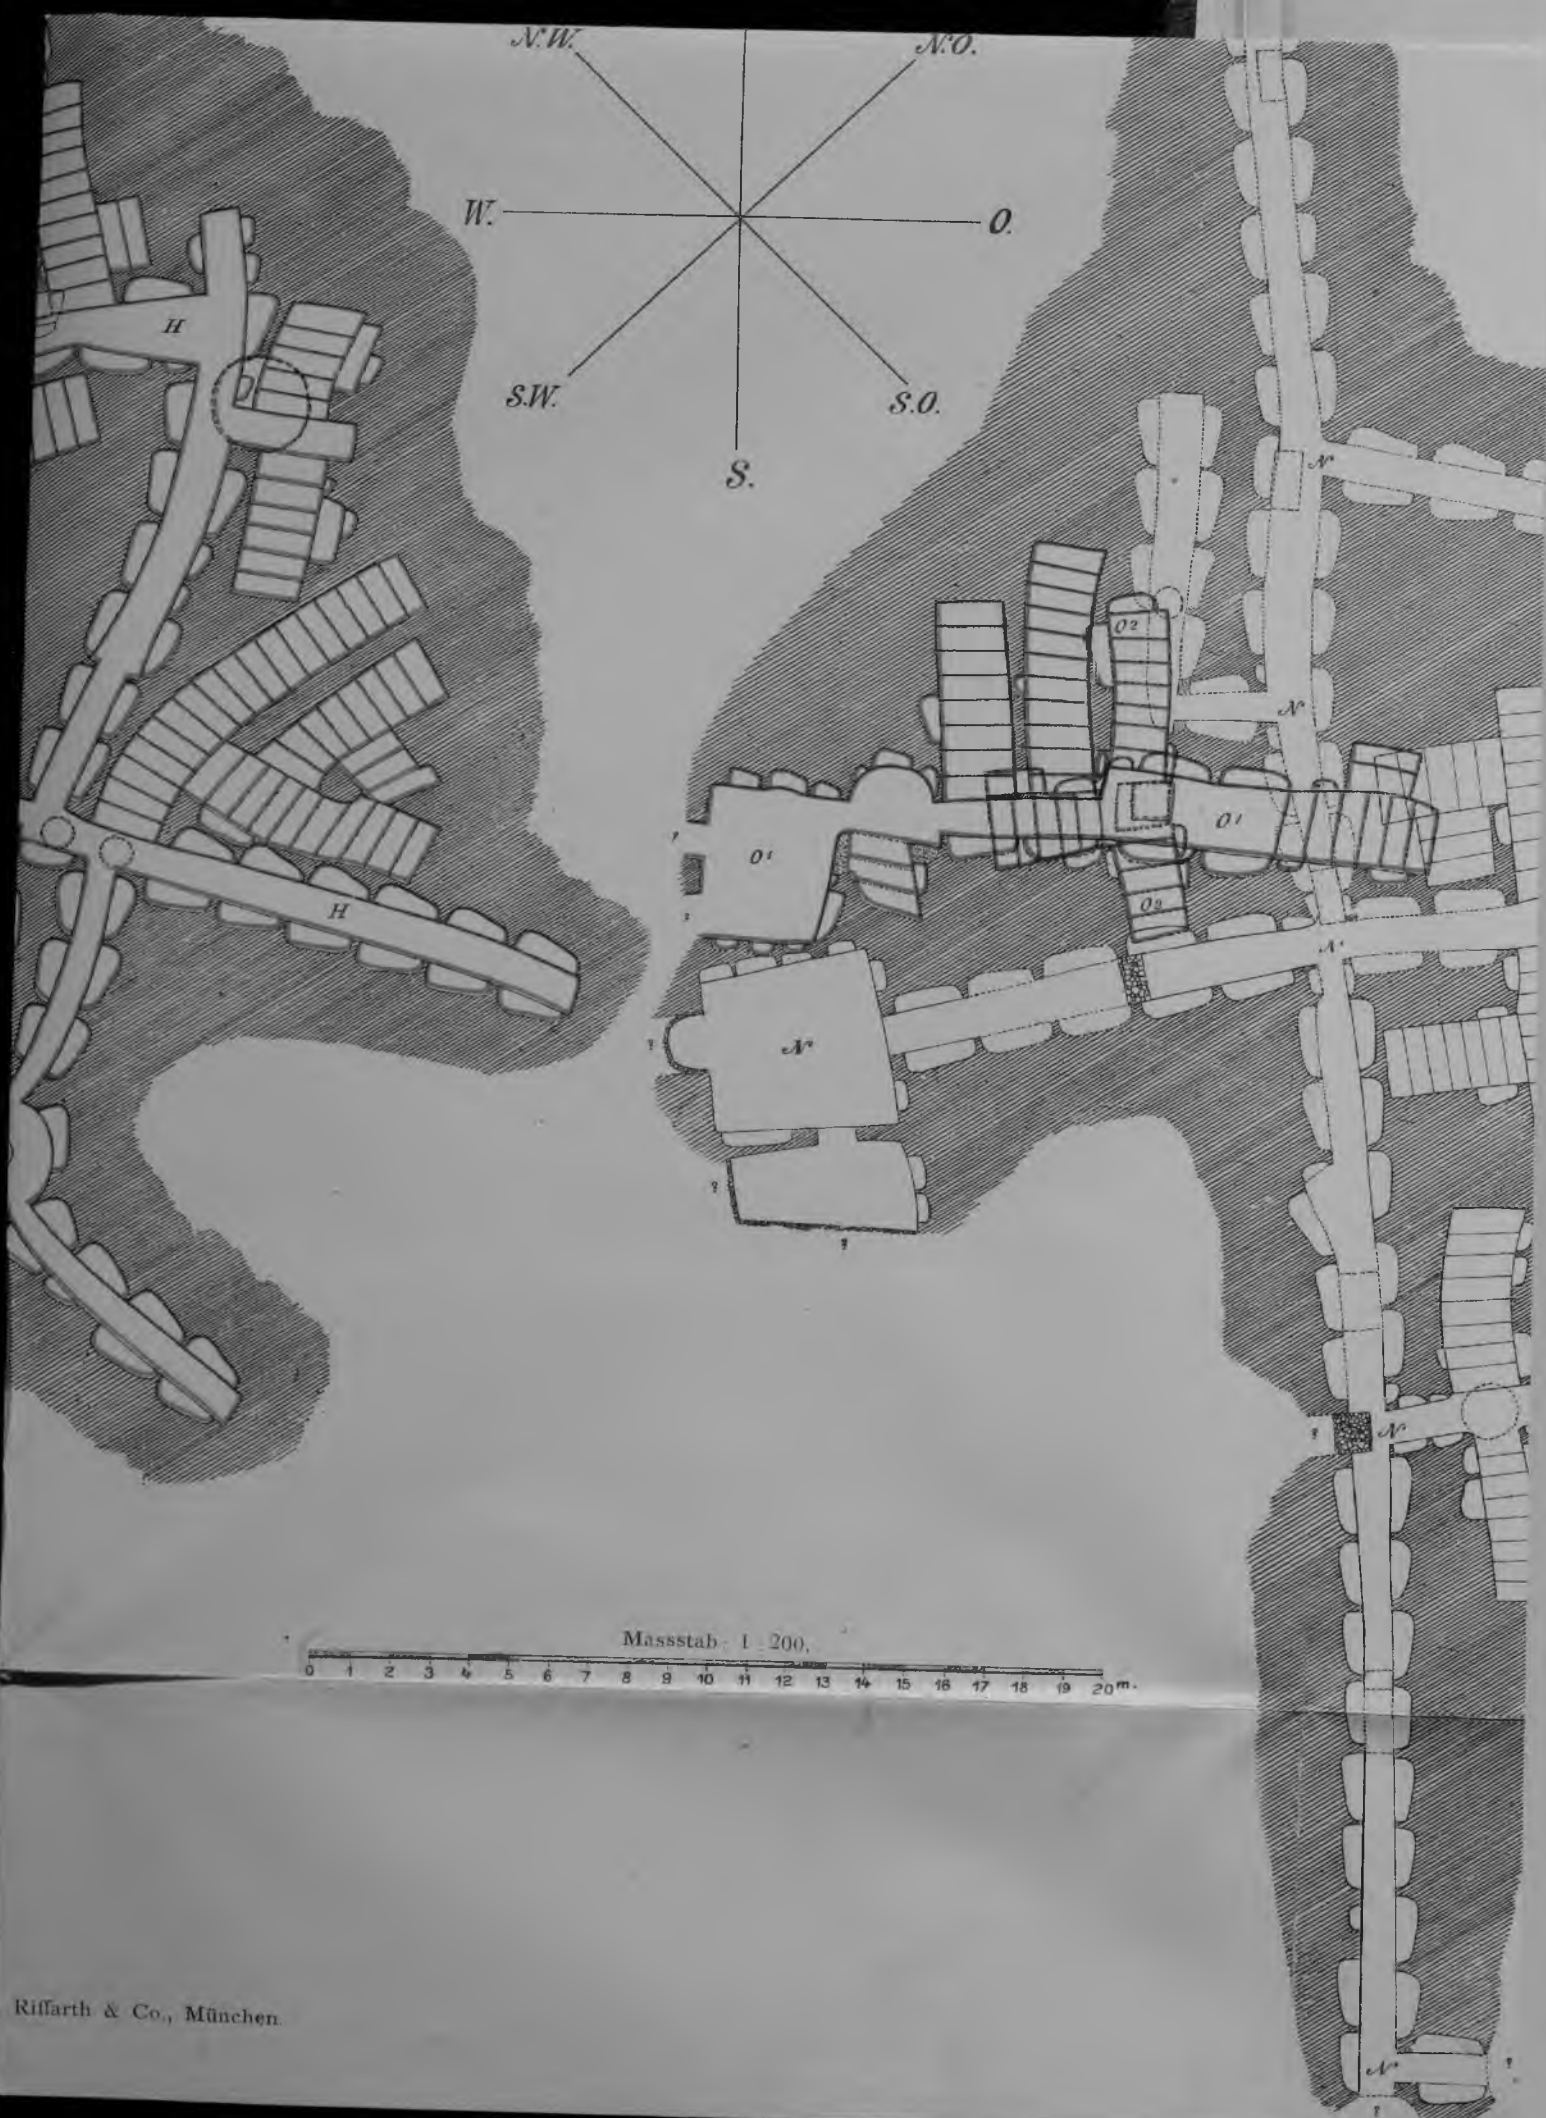 N.W. N.O.
W. O.
S.W. S.O.
S.
H
N
O2
N
O1 O1
H
O2
N
N
?
?
?
?
?
?
N
Massstab 1 : 200.
0 1 2 3 4 5 6 7 8 9 10 11 12 13 14 15 16 17 18 19 20 m.
Riffarth & Co., München.
N ?
?